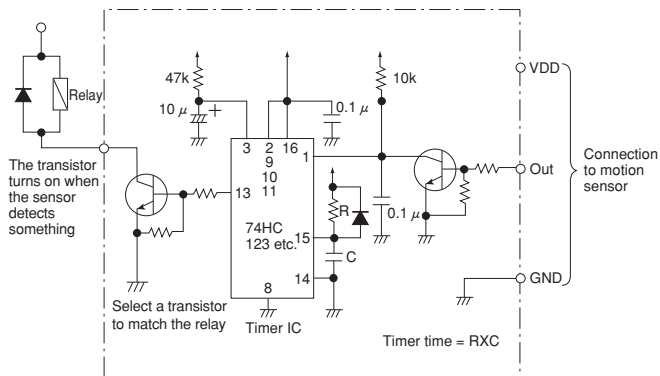 Relay
The transistor
turns on when
the sensor
detects
something
47k
10 μ
+
0.1 μ
10k
3
2
9
10
11
16
1
13
74HC
123 etc.
15
14
8
R
C
0.1 μ
Select a transistor
to match the relay
Timer IC
Timer time = RXC
VDD
Out
GND
Connection
to motion
sensor